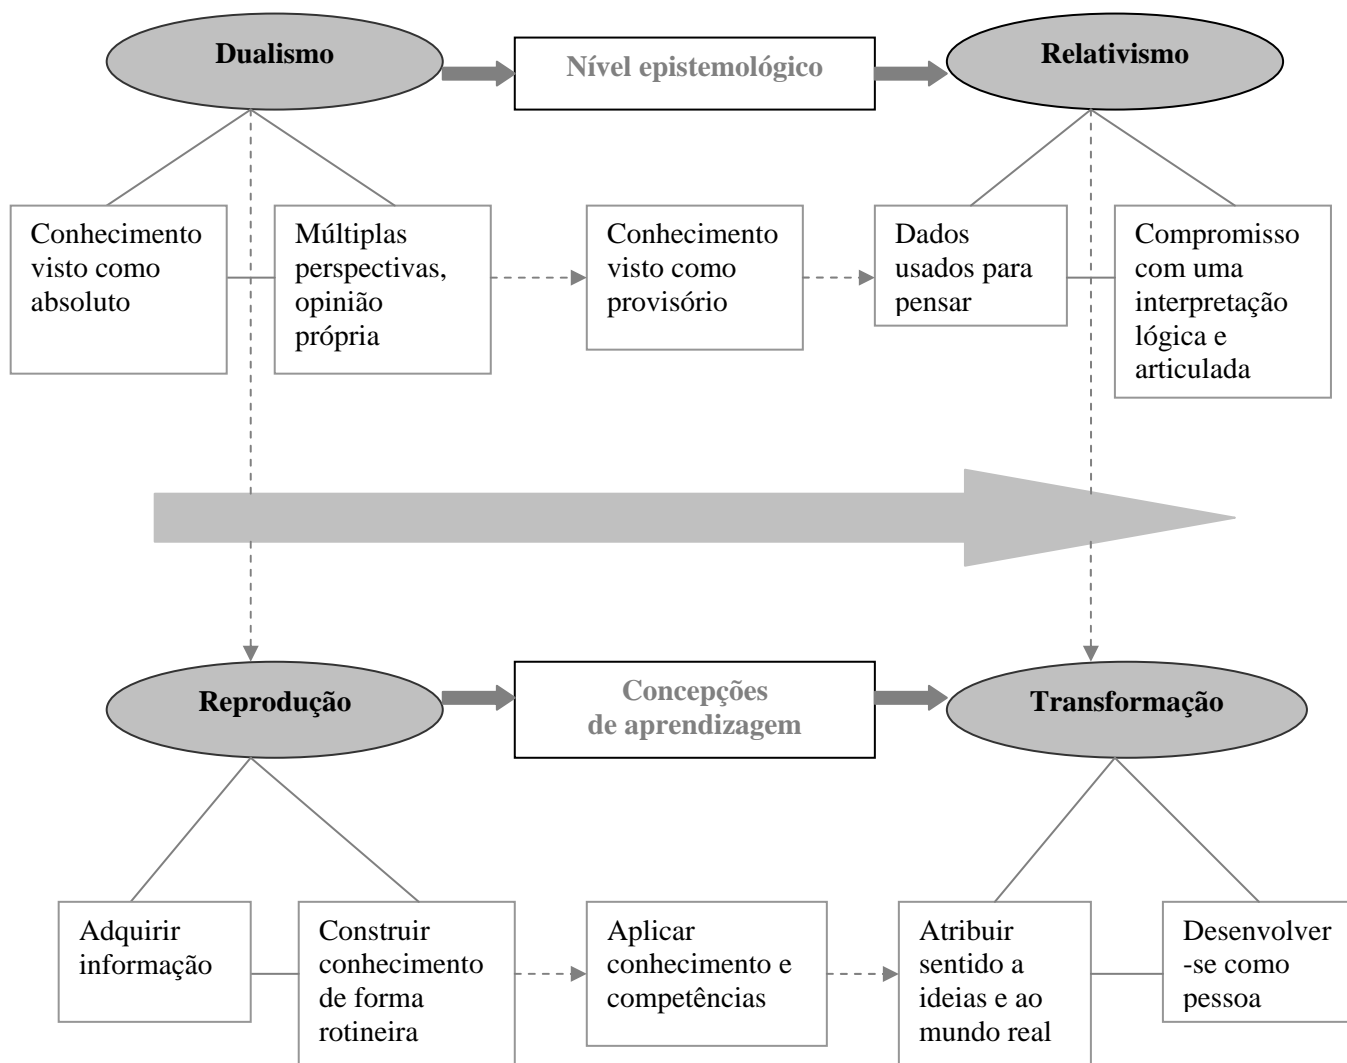 Dualismo
Nível epistemológico
Relativismo
Conhecimento
visto como
absoluto
Múltiplas
perspectivas,
opinião
própria
Conhecimento
visto como
provisório
Dados
usados para
pensar
Compromisso
com uma
interpretação
lógica e
articulada
Reprodução
Concepções
de aprendizagem
Transformação
Adquirir
informação
Construir
conhecimento
de forma
rotineira
Aplicar
conhecimento e
competências
Atribuir
sentido a
ideias e ao
mundo real
Desenvolver
-se como
pessoa